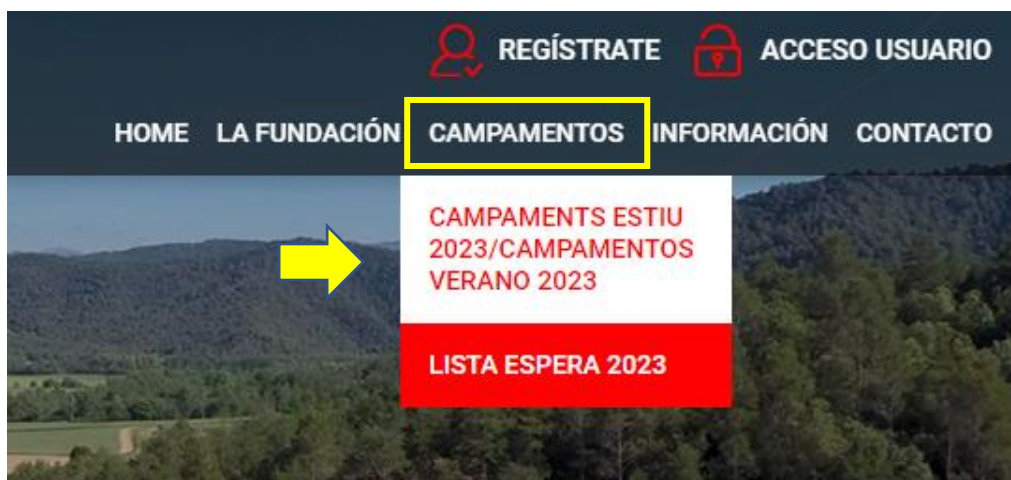 REGÍSTRATE ACCESO USUARIO
HOME LA FUNDACIÓN CAMPAMENTOS INFORMACIÓN CONTACTO
CAMPAMENTS ESTIU
2023/CAMPAMENTOS
VERANO 2023
LISTA ESPERA 2023